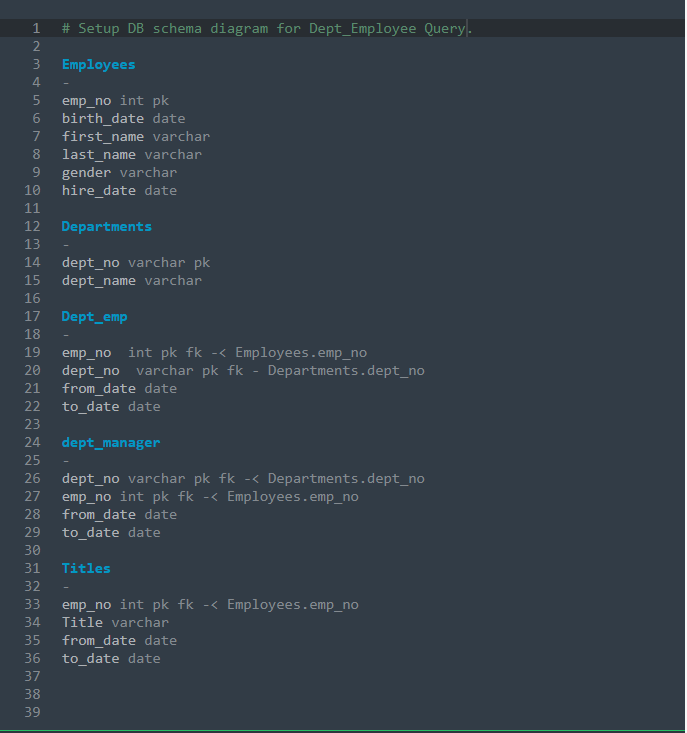 1 # Setup DB schema diagram for Dept_Employee Query.
2
3 Employees
4 -
5 emp_no int pk
6 birth_date date
7 first_name varchar
8 last_name varchar
9 gender varchar
10 hire_date date
11
12 Departments
13 -
14 dept_no varchar pk
15 dept_name varchar
16
17 Dept_emp
18 -
19 emp_no  int pk fk -< Employees.emp_no
20 dept_no  varchar pk fk - Departments.dept_no
21 from_date date
22 to_date date
23
24 dept_manager
25 -
26 dept_no varchar pk fk -< Departments.dept_no
27 emp_no int pk fk -< Employees.emp_no
28 from_date date
29 to_date date
30
31 Titles
32 -
33 emp_no int pk fk -< Employees.emp_no
34 Title varchar
35 from_date date
36 to_date date
37
38
39